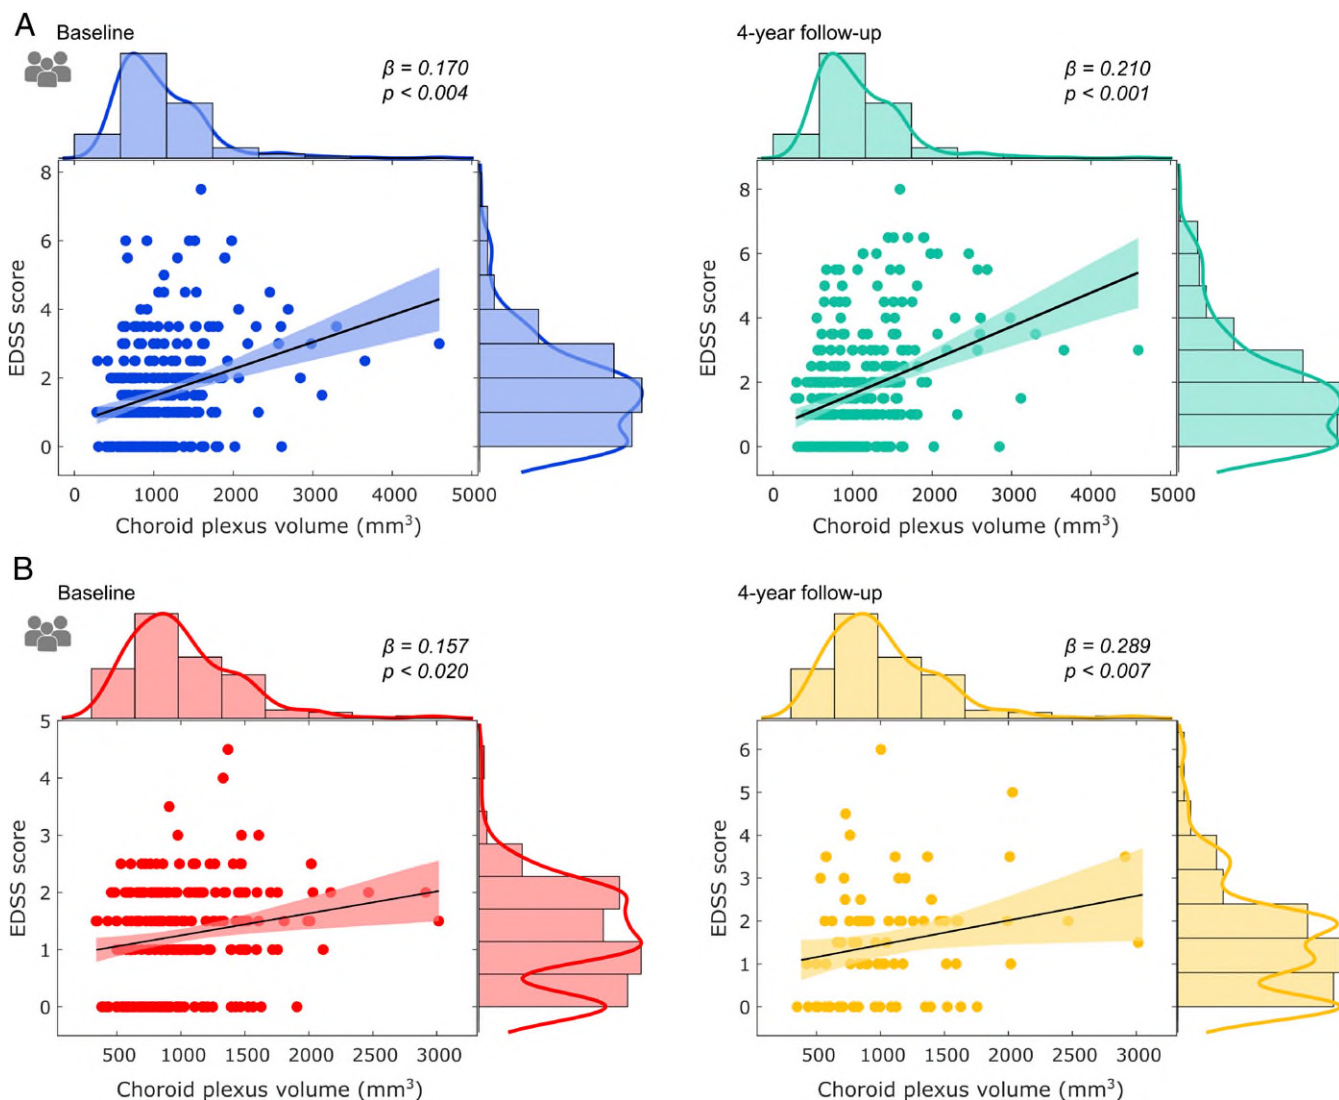 A
Baseline
β = 0.170
p < 0.004
8
6
4
2
0
EDSS score
0 1000 2000 3000 4000 5000
Choroid plexus volume (mm³)
4-year follow-up
β = 0.210
p < 0.001
8
6
4
2
0
EDSS score
0 1000 2000 3000 4000 5000
Choroid plexus volume (mm³)
B
Baseline
β = 0.157
p < 0.020
5
4
3
2
1
0
EDSS score
500 1000 1500 2000 2500 3000
Choroid plexus volume (mm³)
4-year follow-up
β = 0.289
p < 0.007
6
5
4
3
2
1
0
EDSS score
500 1000 1500 2000 2500 3000
Choroid plexus volume (mm³)